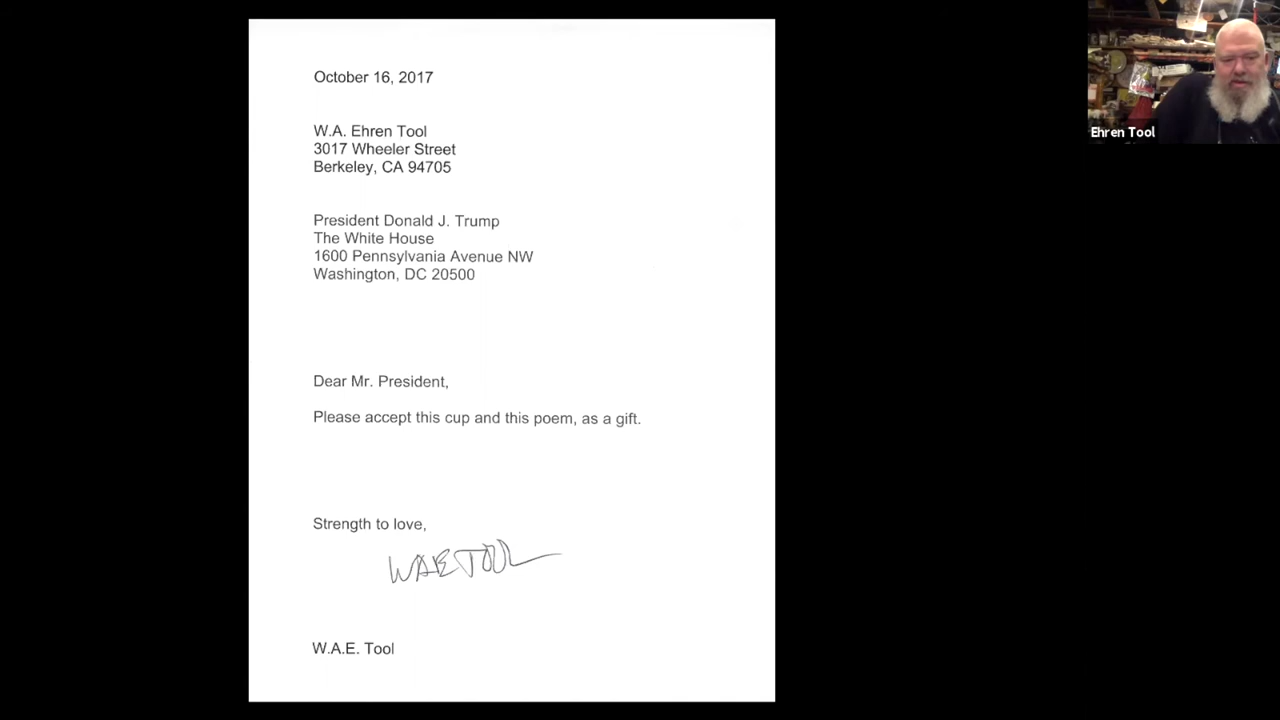 October 16, 2017
W.A. Ehren Tool
3017 Wheeler Street
Berkeley, CA 94705
President Donald J. Trump
The White House
1600 Pennsylvania Avenue NW
Washington, DC 20500
Dear Mr. President,
Please accept this cup and this poem, as a gift.
Strength to love,
WAE TOOL
W.A.E. Tool
Ehren Tool